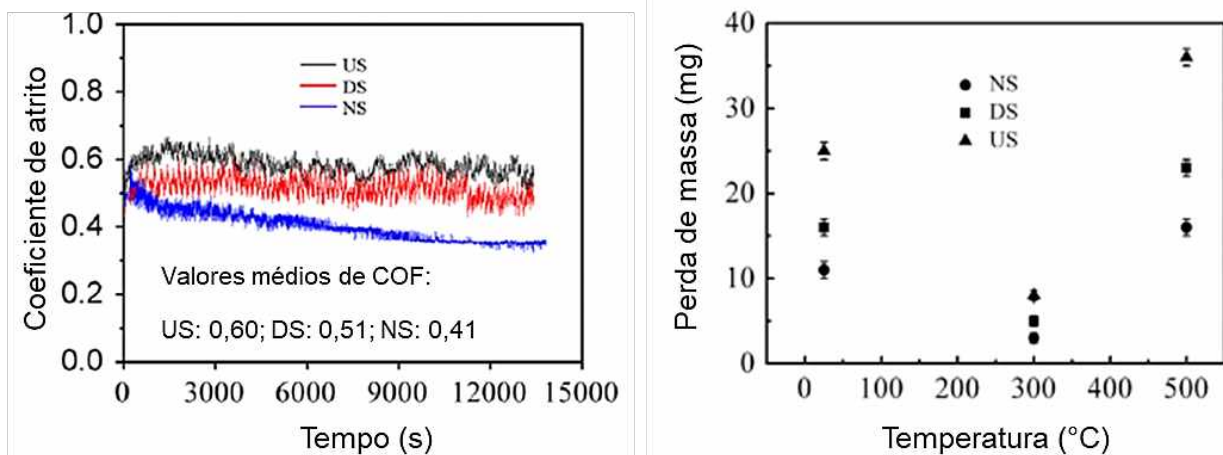 Coeficiente de atrito
1.0
0.8
0.6
0.4
0.2
0.0
US
DS
NS
Valores médios de COF:
US: 0,60; DS: 0,51; NS: 0,41
0
3000
6000
9000
12000
15000
Tempo (s)
Perda de massa (mg)
40
30
20
10
0
NS
DS
US
0
100
200
300
400
500
Temperatura (°C)